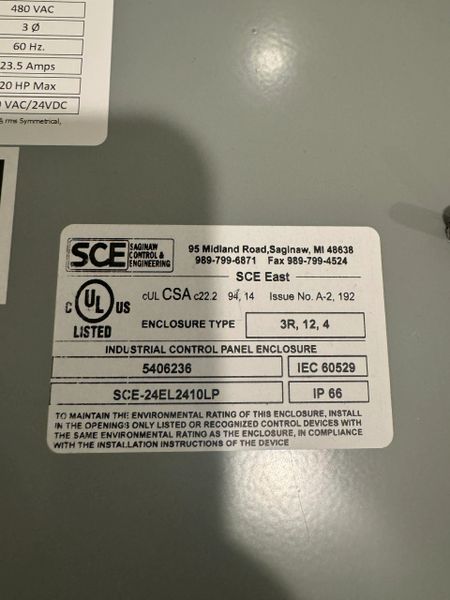 480 VAC
3 Ø
60 Hz.
23.5 Amps
20 HP Max
VAC/24VDC
rms Symmetrical,
SCE SAGINAW CONTROL & ENGINEERING
95 Midland Road,Saginaw, MI 48638
989-799-6871 Fax 989-799-4524
SCE East
cUL CSA c22.2 94, 14 Issue No. A-2, 192
C UL US
LISTED
ENCLOSURE TYPE 3R, 12, 4
INDUSTRIAL CONTROL PANEL ENCLOSURE
5406236 IEC 60529
SCE-24EL2410LP IP 66
TO MAINTAIN THE ENVIRONMENTAL RATING OF THIS ENCLOSURE, INSTALL
IN THE OPENINGS ONLY LISTED OR RECOGNIZED CONTROL DEVICES WITH
THE SAME ENVIRONMENTAL RATING AS THE ENCLOSURE, IN COMPLIANCE
WITH THE INSTALLATION INSTRUCTIONS OF THE DEVICE